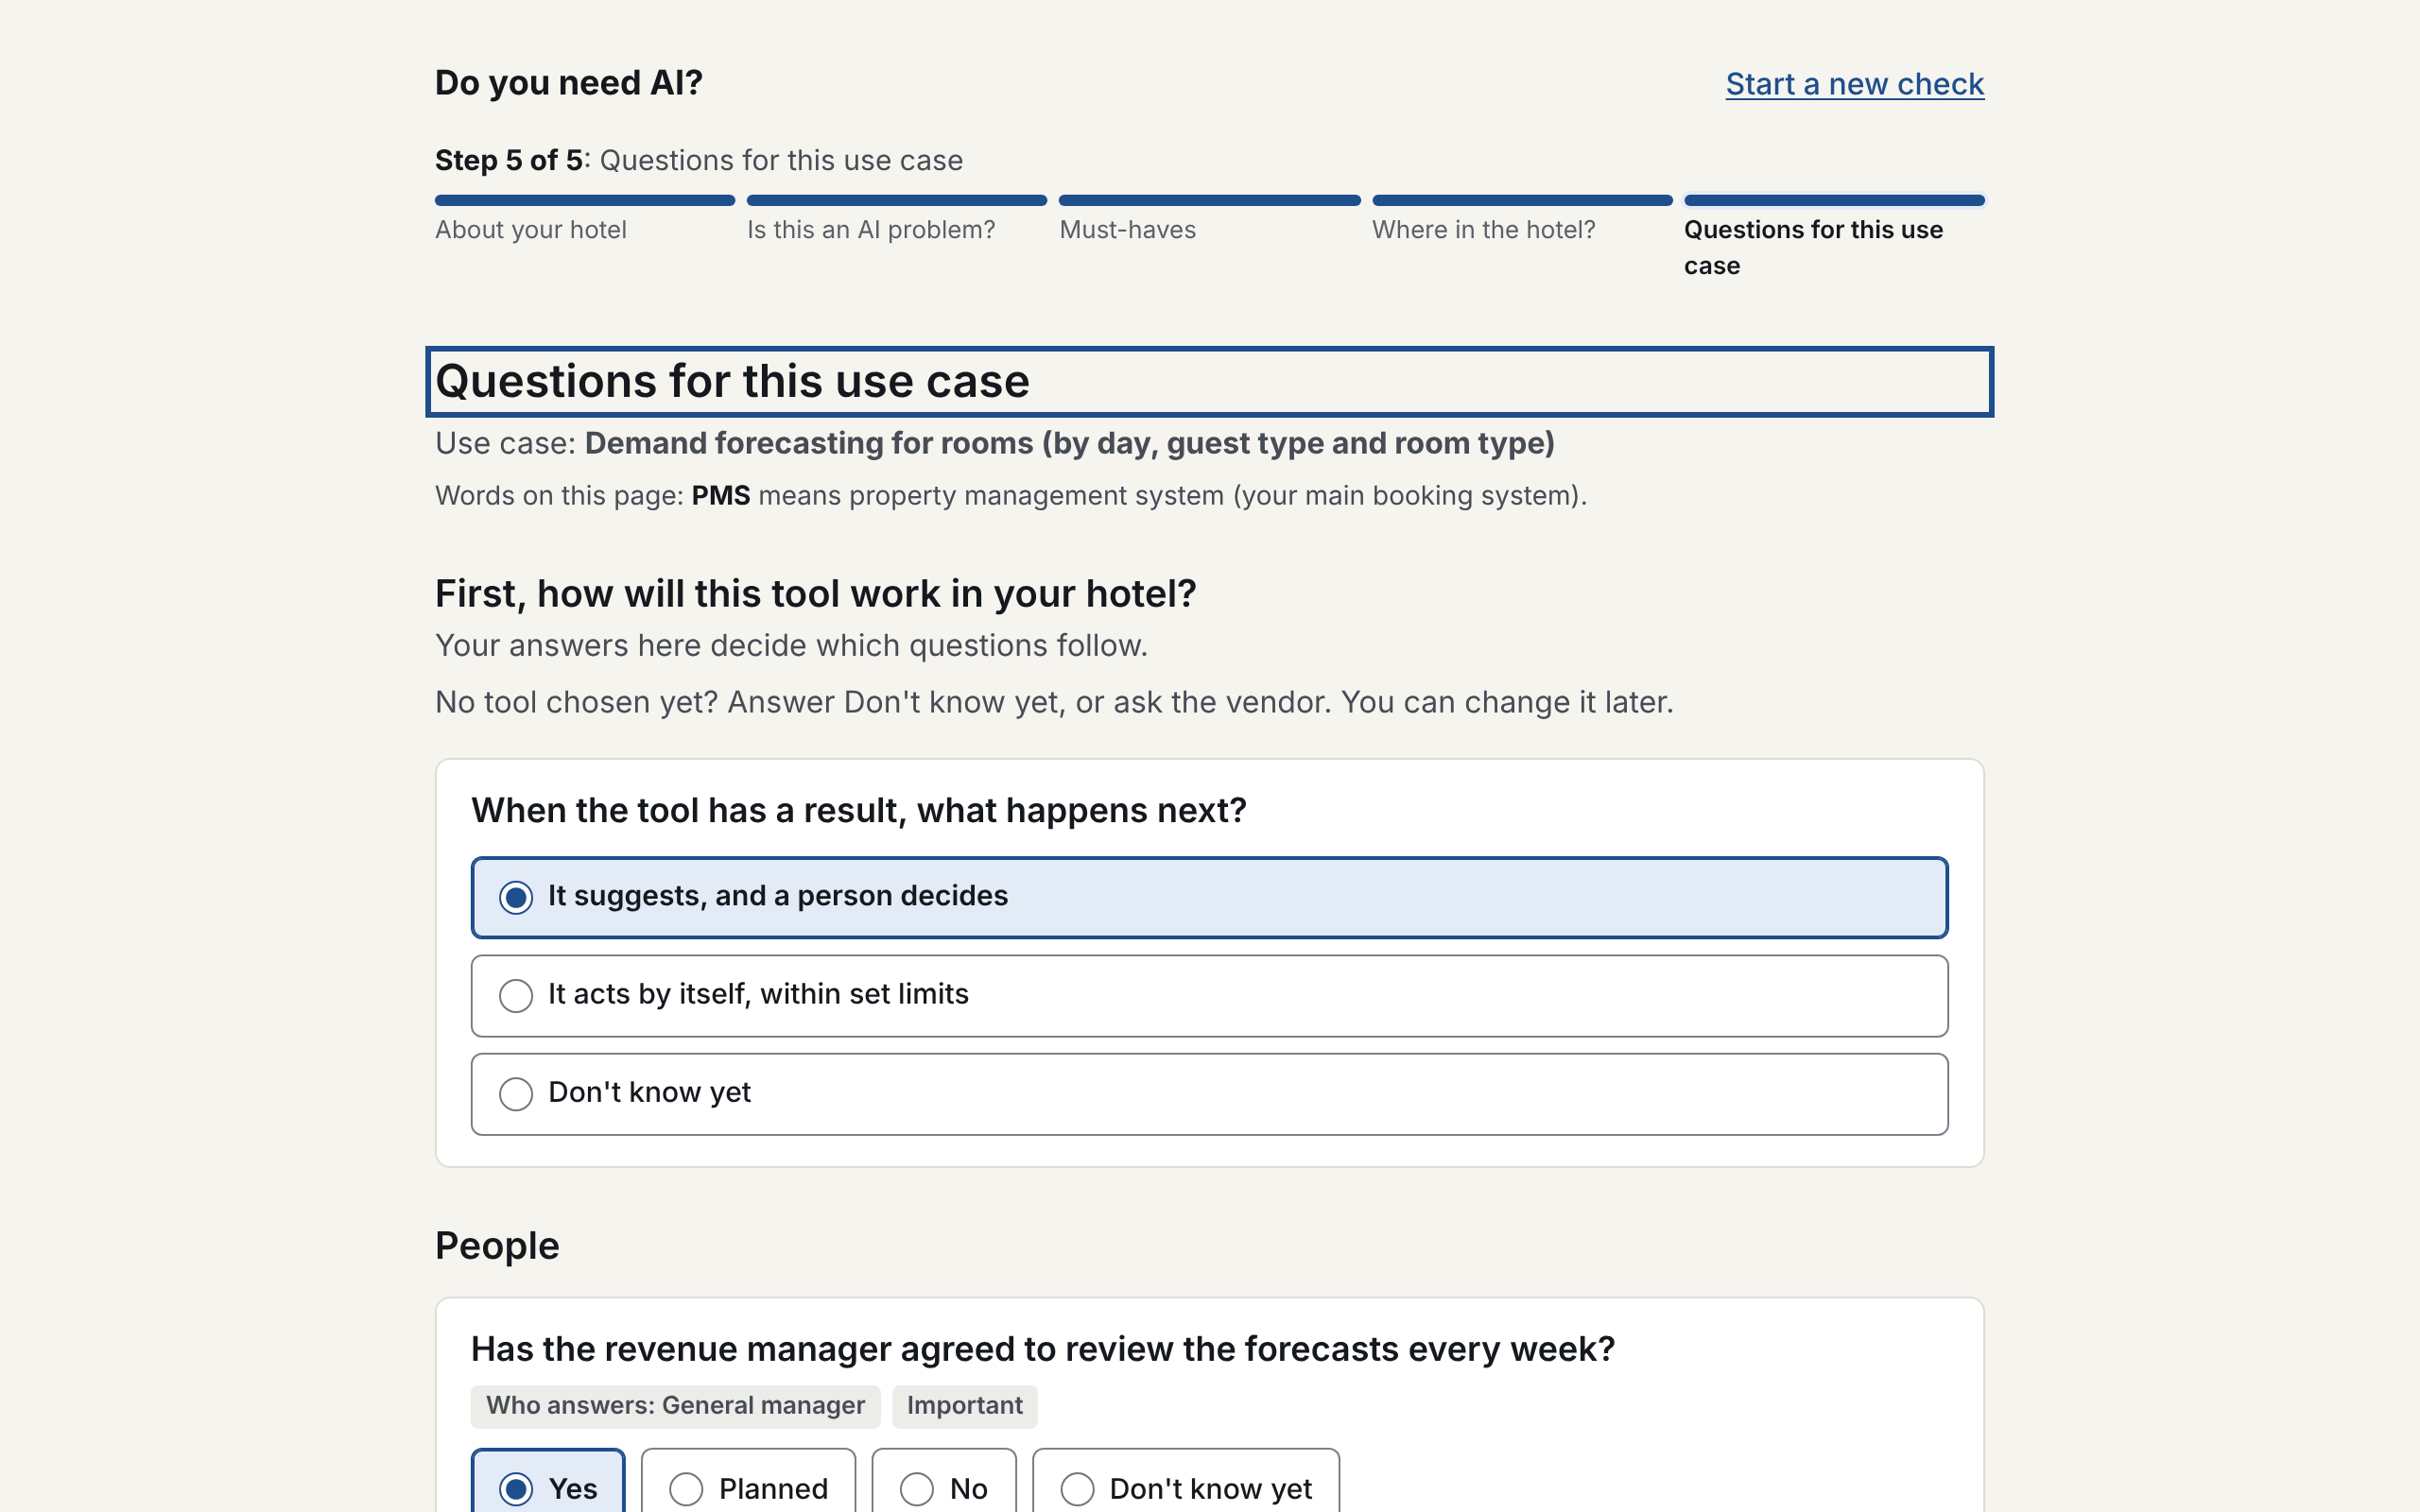 Do you need AI?
Start a new check
Step 5 of 5: Questions for this use case
About your hotel
Is this an AI problem?
Must-haves
Where in the hotel?
Questions for this use
case
Questions for this use case
Use case: Demand forecasting for rooms (by day, guest type and room type)
Words on this page: PMS means property management system (your main booking system).
First, how will this tool work in your hotel?
Your answers here decide which questions follow.
No tool chosen yet? Answer Don't know yet, or ask the vendor. You can change it later.
When the tool has a result, what happens next?
It suggests, and a person decides
It acts by itself, within set limits
Don't know yet
People
Has the revenue manager agreed to review the forecasts every week?
Who answers: General manager
Important
Yes
Planned
No
Don't know yet